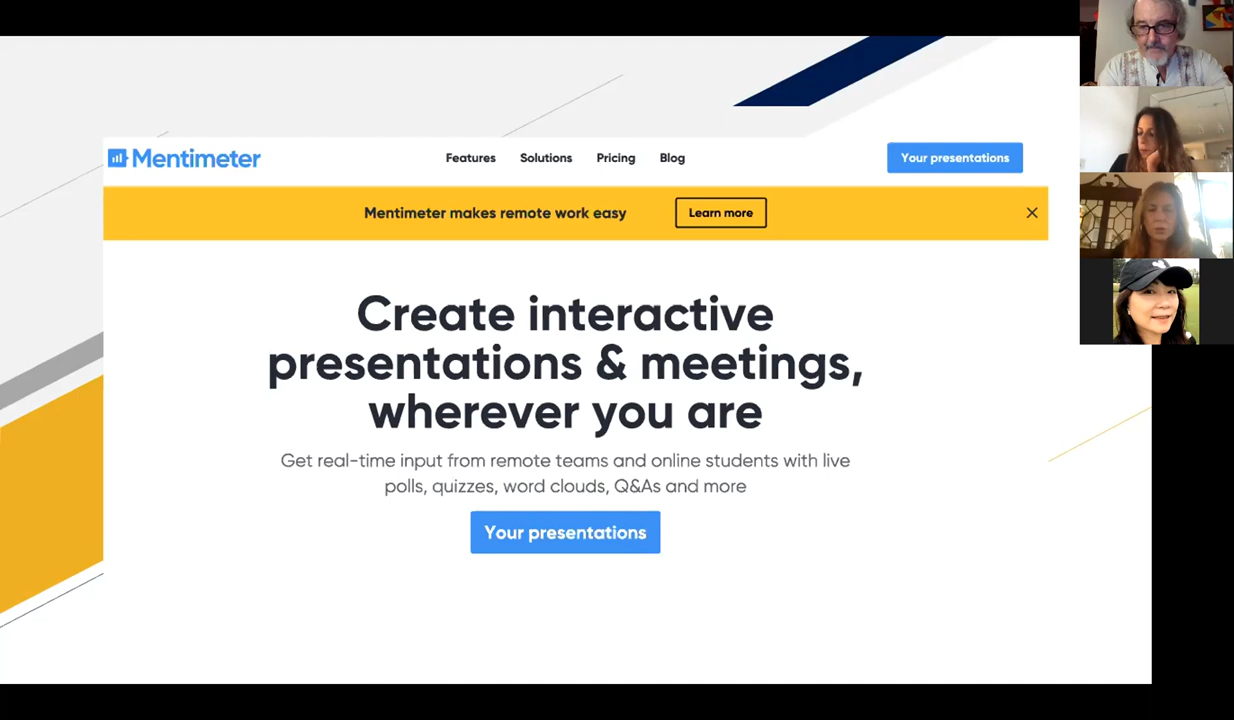 Mentimeter
Features Solutions Pricing Blog
Your presentations
Mentimeter makes remote work easy
Learn more
Create interactive
presentations & meetings,
wherever you are
Get real-time input from remote teams and online students with live
polls, quizzes, word clouds, Q&As and more
Your presentations